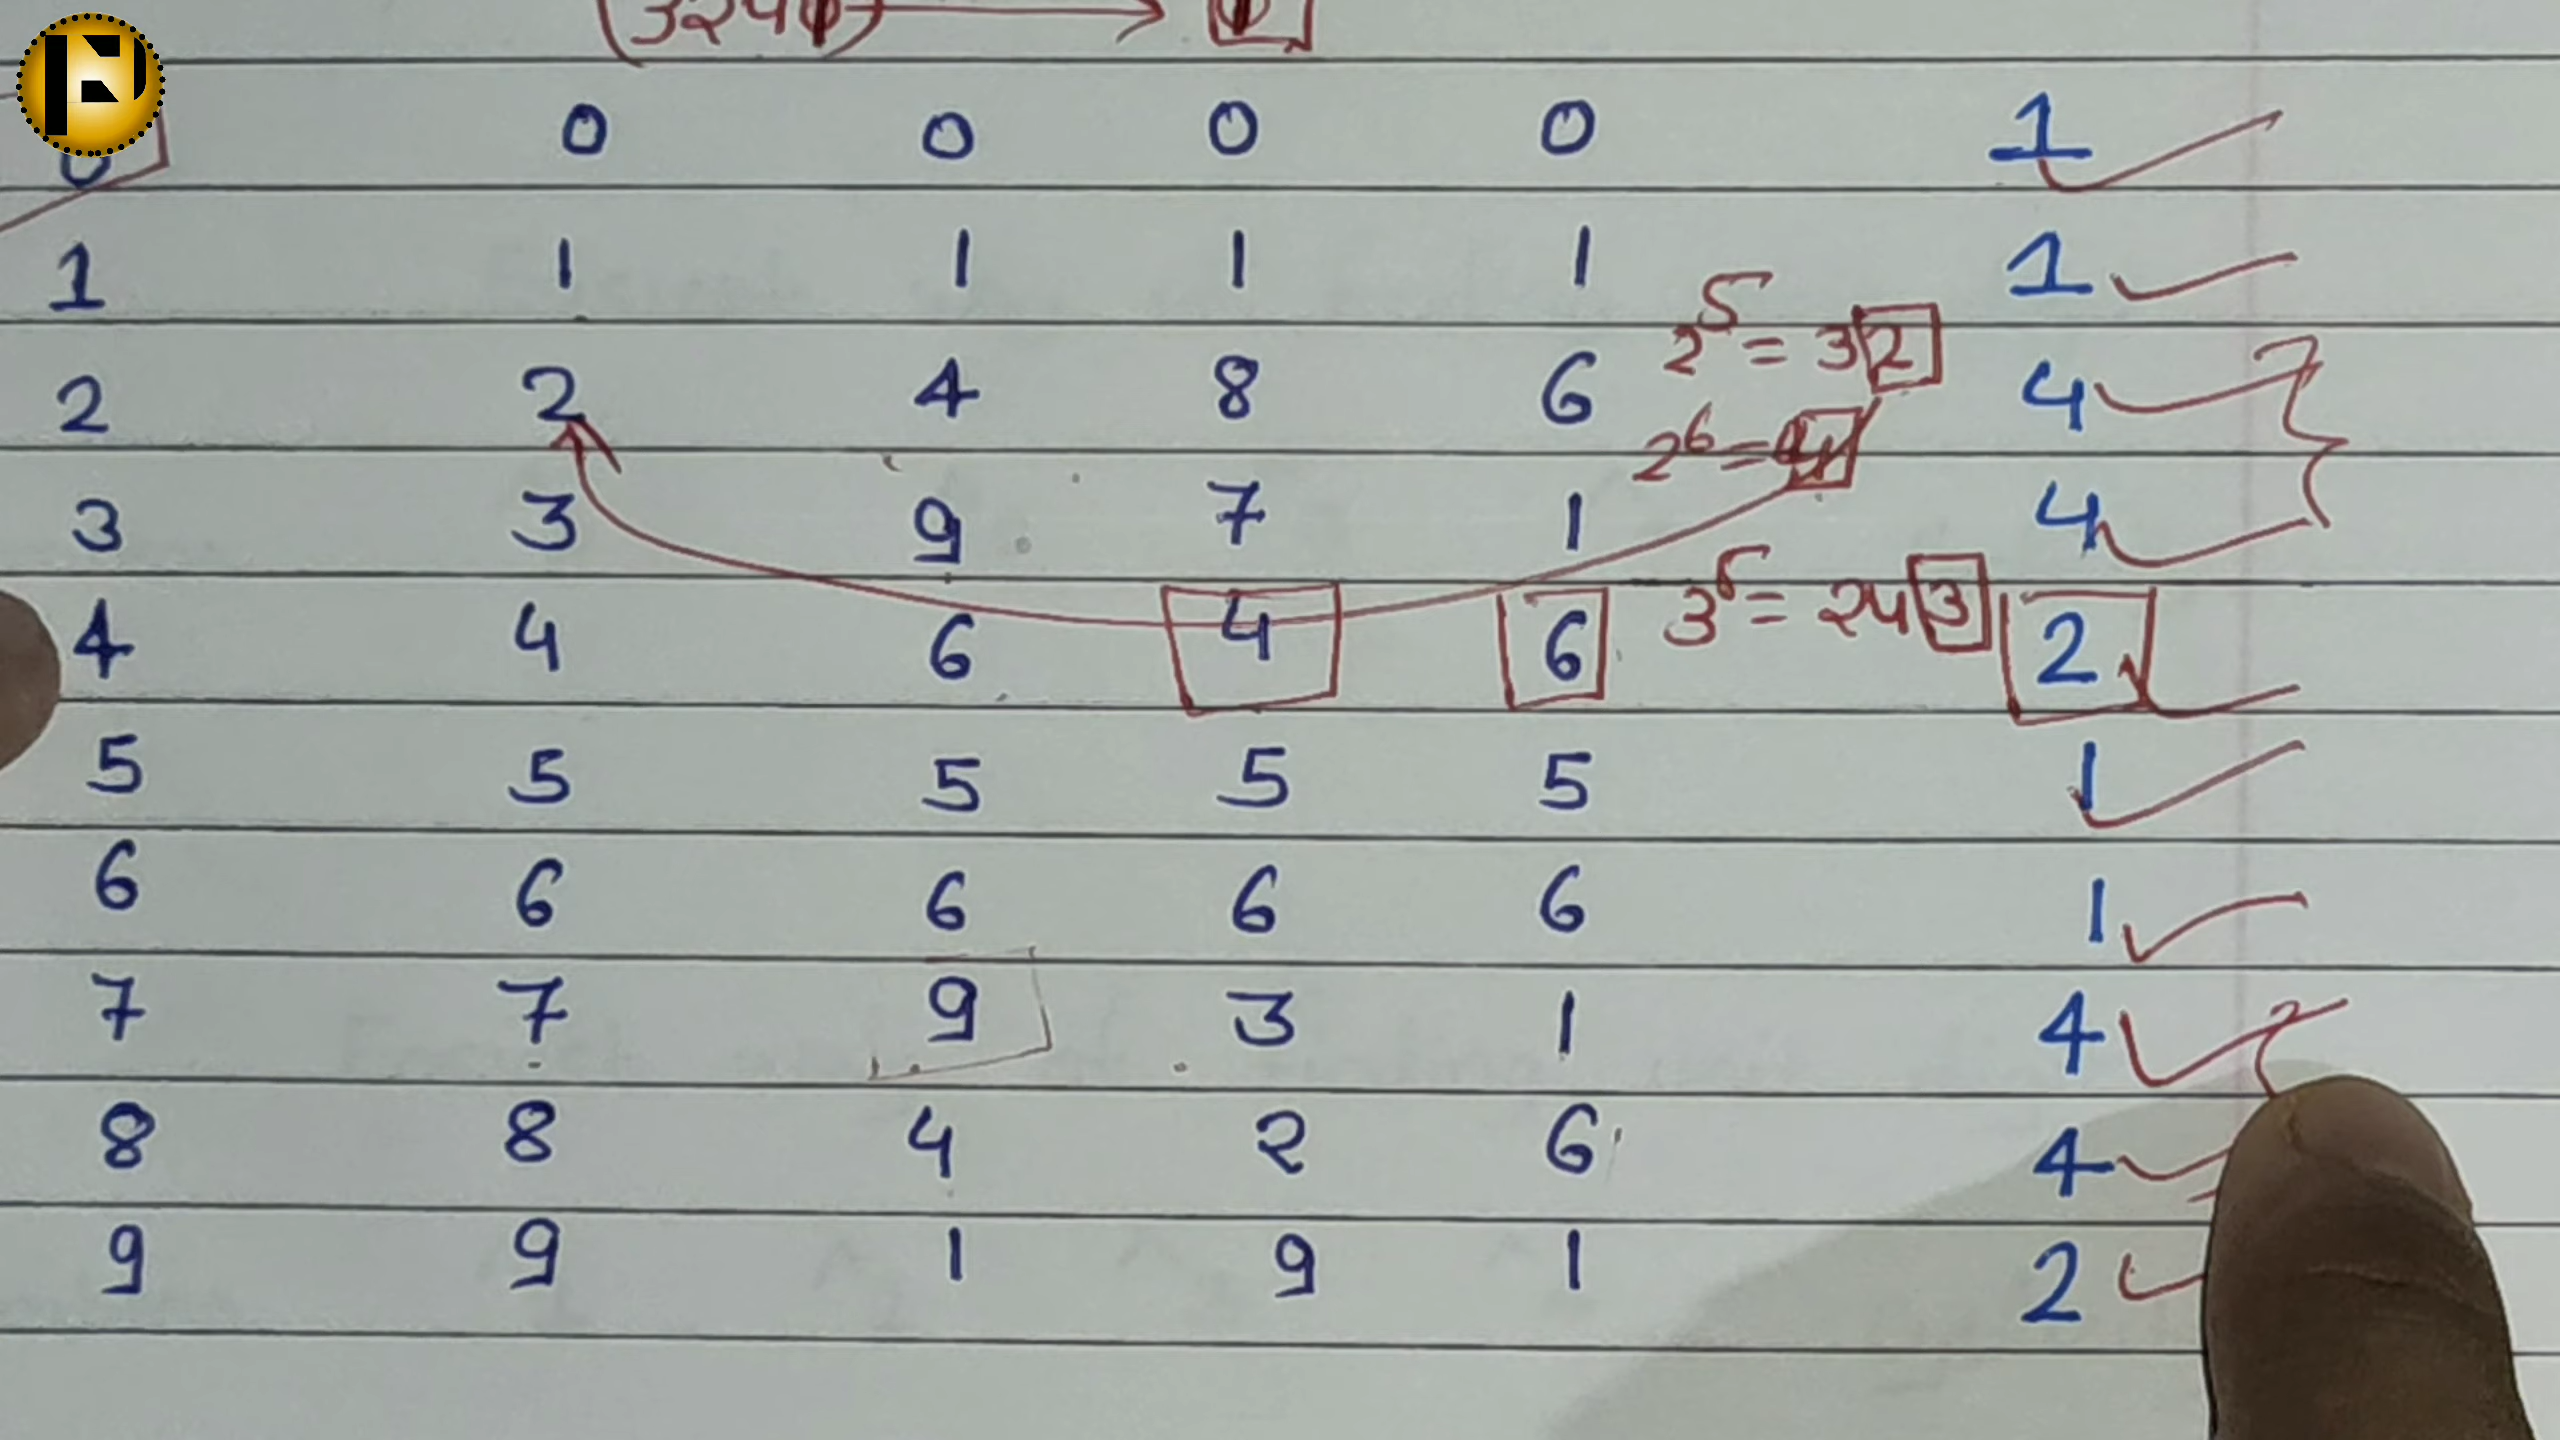 0 0 0 0 0 1
1 1 1 1 1 1
2⁵ = 32
2 2 4 8 6 4
2⁶ =
3 3 9 7 1 4
4 4 6 4 6 3⁵ = 243 2
5 5 5 5 5 1
6 6 6 6 6 1
7 7 9 3 1 4
8 8 4 2 6 4
9 9 1 9 1 2